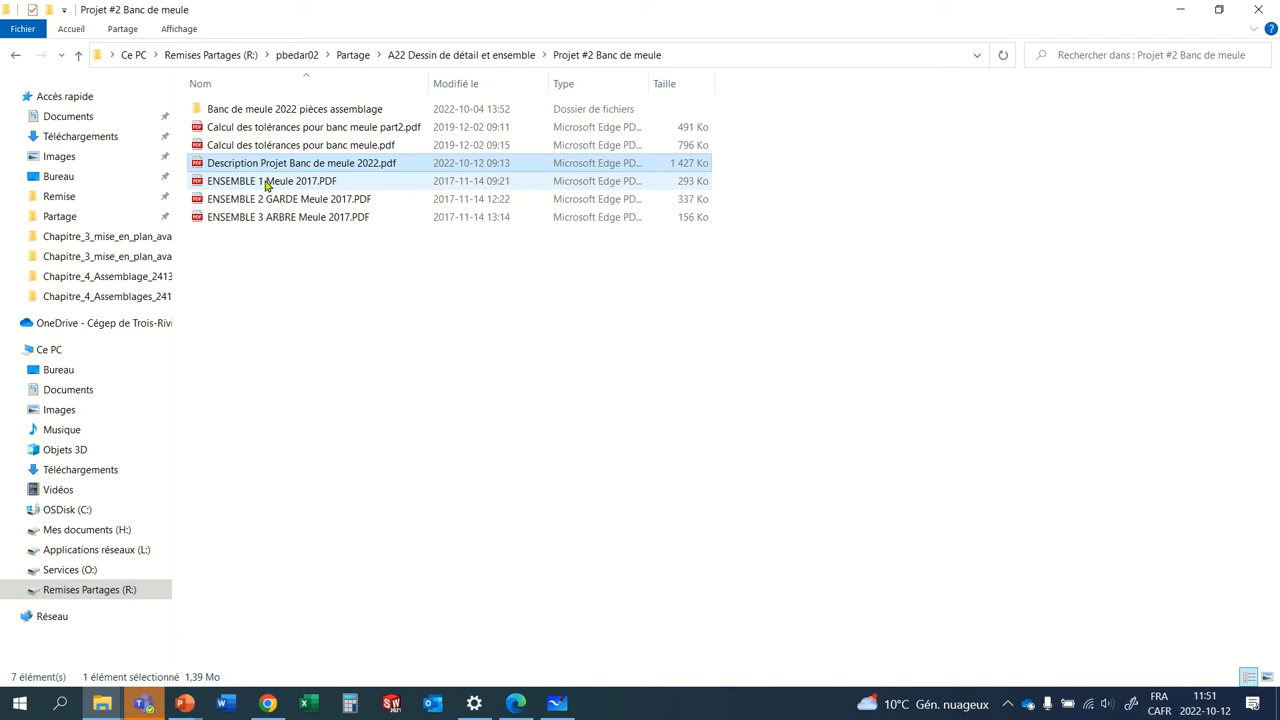 Projet #2 Banc de meule
Fichier Accueil Partage Affichage
Ce PC Remises Partages (R:) pbedar02 Partage A22 Dessin de détail et ensemble Projet #2 Banc de meule
Rechercher dans : Projet #2 Banc de meule
Nom Modifié le Type Taille
Banc de meule 2022 pièces assemblage 2022-10-04 13:52 Dossier de fichiers
Calcul des tolérances pour banc meule part2.pdf 2019-12-02 09:11 Microsoft Edge PD... 491 Ko
Calcul des tolérances pour banc meule.pdf 2019-12-02 09:15 Microsoft Edge PD... 796 Ko
Description Projet Banc de meule 2022.pdf 2022-10-12 09:13 Microsoft Edge PD... 1 427 Ko
ENSEMBLE 1 Meule 2017.PDF 2017-11-14 09:21 Microsoft Edge PD... 293 Ko
ENSEMBLE 2 GARDE Meule 2017.PDF 2017-11-14 12:22 Microsoft Edge PD... 337 Ko
ENSEMBLE 3 ARBRE Meule 2017.PDF 2017-11-14 13:14 Microsoft Edge PD... 156 Ko
Accès rapide
Documents
Téléchargements
Images
Bureau
Remise
Partage
Chapitre_3_mise_en_plan_ava
Chapitre_3_mise_en_plan_ava
Chapitre_4_Assemblage_2413
Chapitre_4_Assemblages_241
OneDrive - Cégep de Trois-Rivi
Ce PC
Bureau
Documents
Images
Musique
Objets 3D
Téléchargements
Vidéos
OSDisk (C:)
Mes documents (H:)
Applications réseaux (L:)
Services (O:)
Remises Partages (R:)
Réseau
7 élément(s) 1 élément sélectionné 1,39 Mo
10°C Gén. nuageux
FRA 11:51
CAFR 2022-10-12